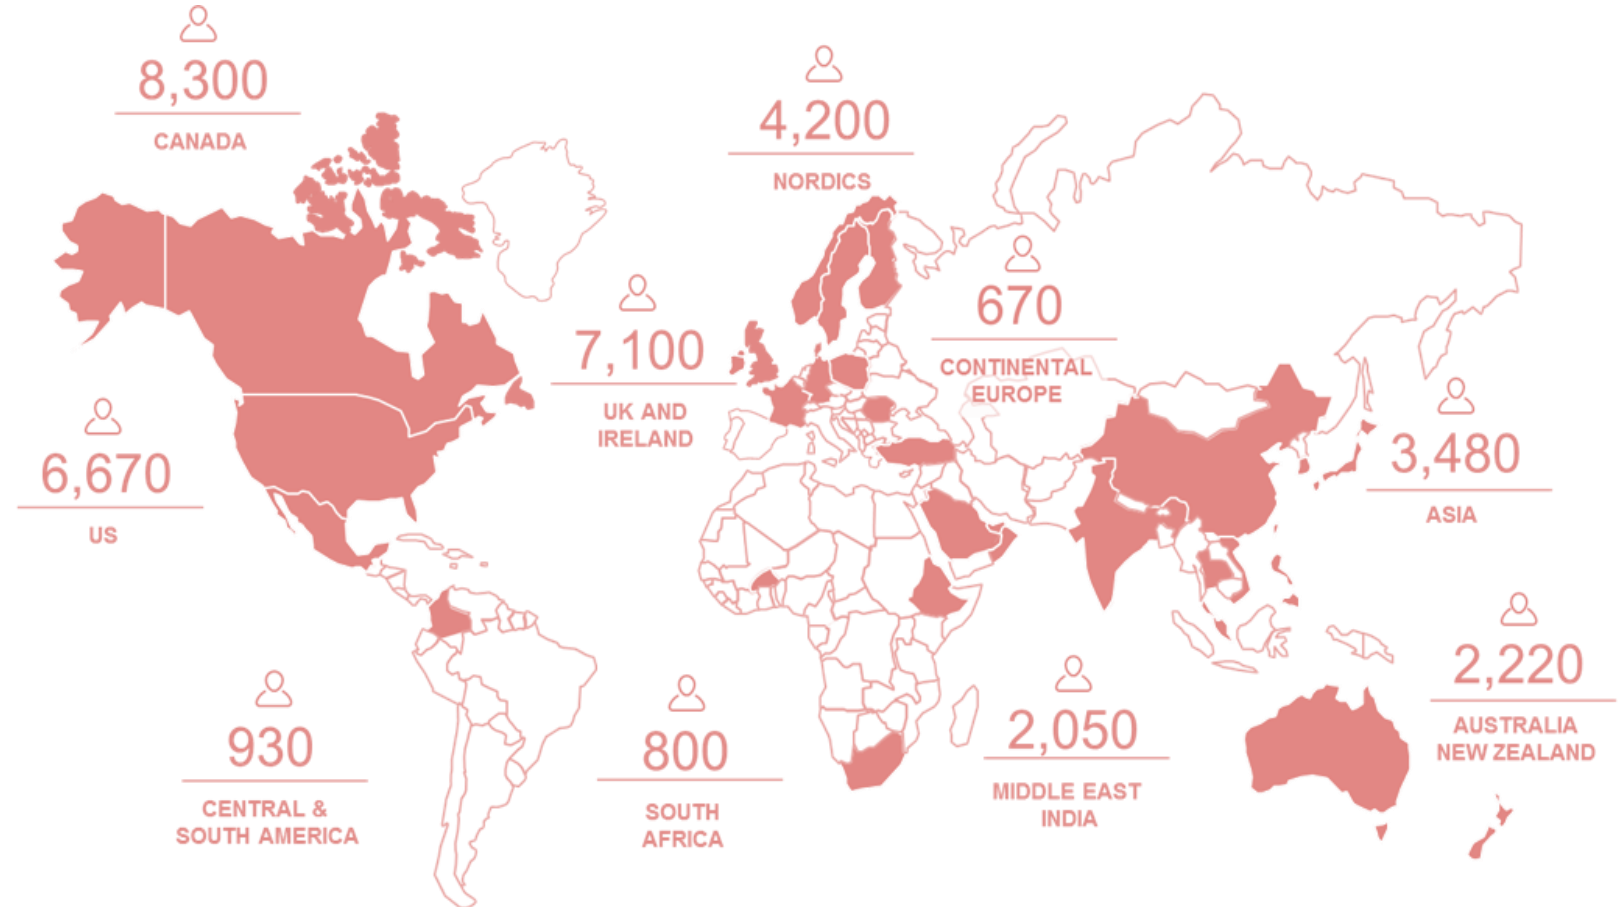 8,300
CANADA
4,200
NORDICS
670
CONTINENTAL
EUROPE
7,100
UK AND
IRELAND
6,670
US
3,480
ASIA
2,220
AUSTRALIA
NEW ZEALAND
930
CENTRAL &
SOUTH AMERICA
800
SOUTH
AFRICA
2,050
MIDDLE EAST
INDIA